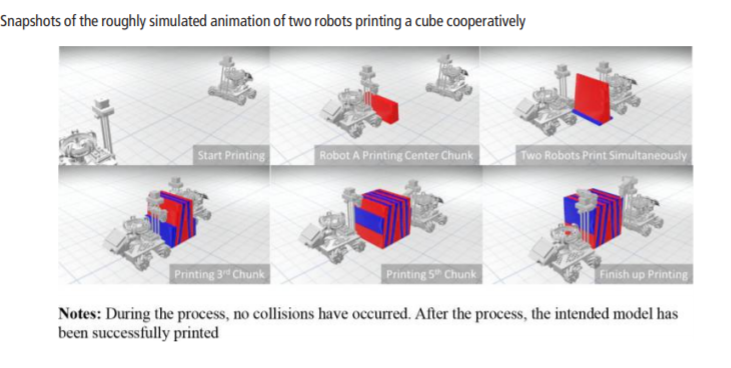 Snapshots of the roughly simulated animation of two robots printing a cube cooperatively
Start Printing
Robot A Printing Center Chunk
Two Robots Print Simultaneously
Printing 3rd Chunk
Printing 5th Chunk
Finish up Printing
Notes: During the process, no collisions have occurred. After the process, the intended model has
been successfully printed